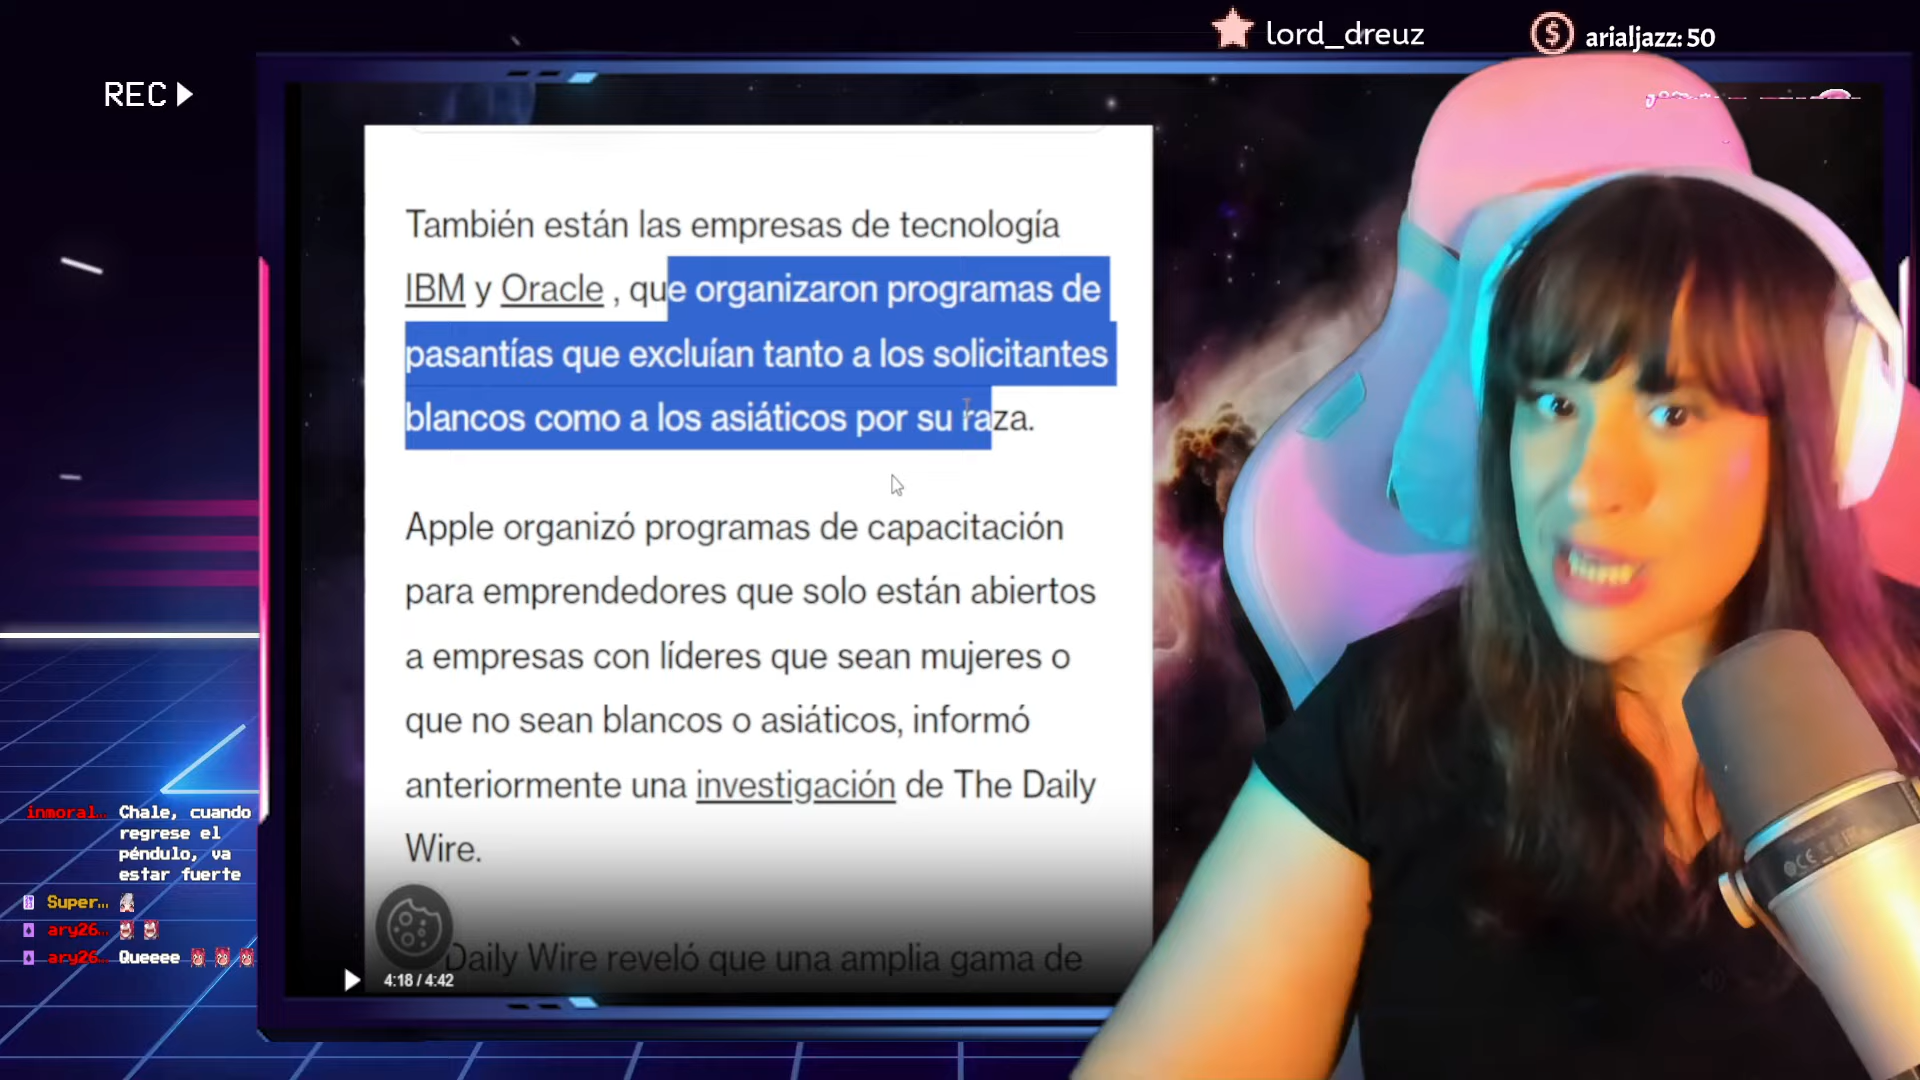 lord_dreuz
arialjazz: 50
REC
También están las empresas de tecnología
IBM y Oracle , que organizaron programas de
pasantías que excluían tanto a los solicitantes
blancos como a los asiáticos por su raza.
Apple organizó programas de capacitación
para emprendedores que solo están abiertos
a empresas con líderes que sean mujeres o
que no sean blancos o asiáticos, informó
anteriormente una investigación de The Daily
Wire.
Daily Wire reveló que una amplia gama de
4:18 / 4:42
inmoral... Chale, cuando
regrese el
péndulo, va
estar fuerte
Super...
ary26...
ary26... Queeee